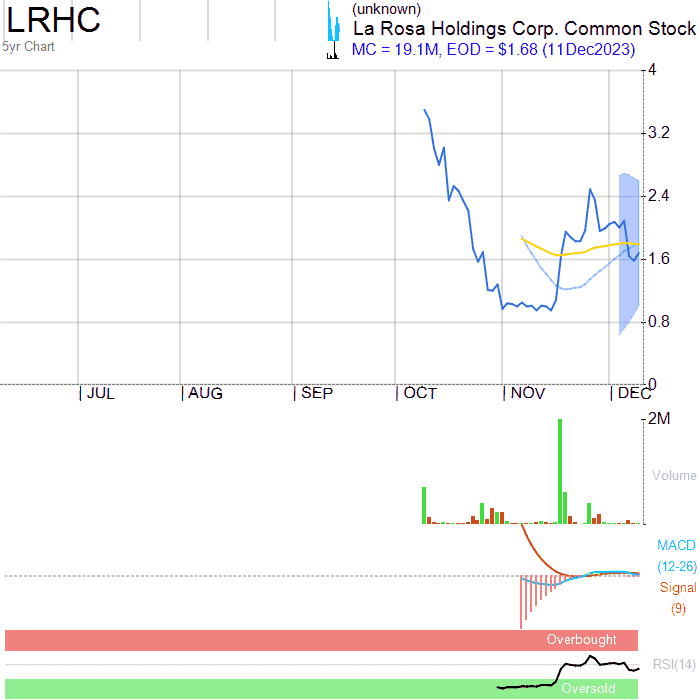 LRHC
5yr Chart
(unknown)
La Rosa Holdings Corp. Common Stock
MC = 19.1M, EOD = $1.68 (11Dec2023)
4
3.2
2.4
1.6
0.8
0
JUL AUG SEP OCT NOV DEC
2M
Volume
MACD
(12-26)
Signal
(9)
Overbought
RSI(14)
Oversold